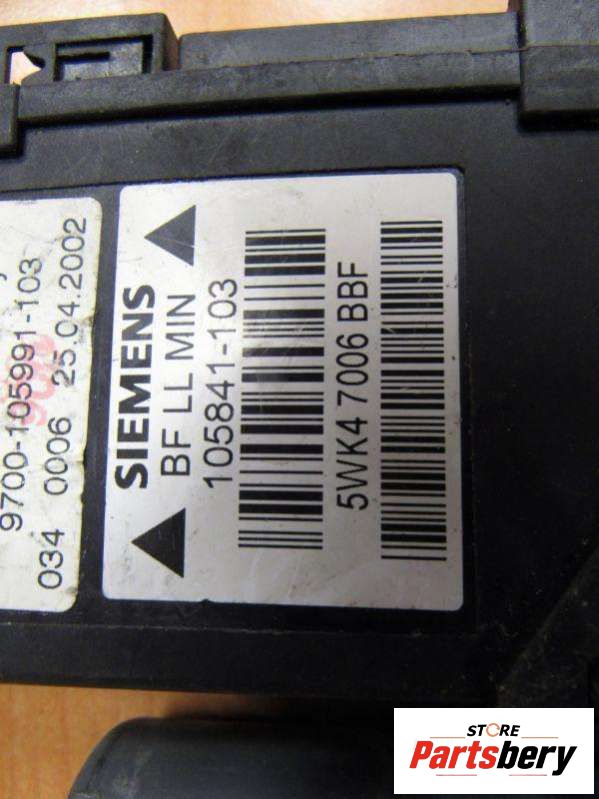 9700-105991-103
034 0006 25.04.2002
SIEMENS
BF LL MIN
105841-103
5WK4 7006 BBF
STORE
Partsbery